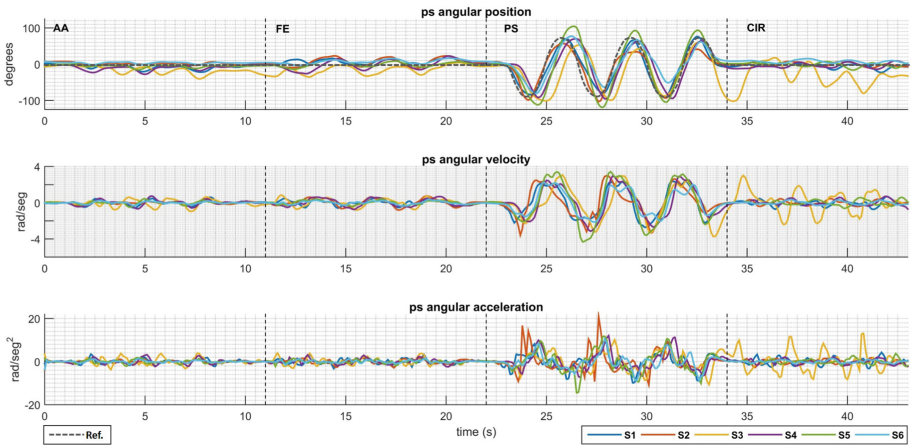 ps angular position
AA FE PS CIR
degrees
100
0
-100
0 5 10 15 20 25 30 35 40
ps angular velocity
rad/seg
4
0
-4
0 5 10 15 20 25 30 35 40
ps angular acceleration
rad/seg²
20
0
-20
0 5 10 15 20 25 30 35 40
time (s)
Ref.
S1 S2 S3 S4 S5 S6